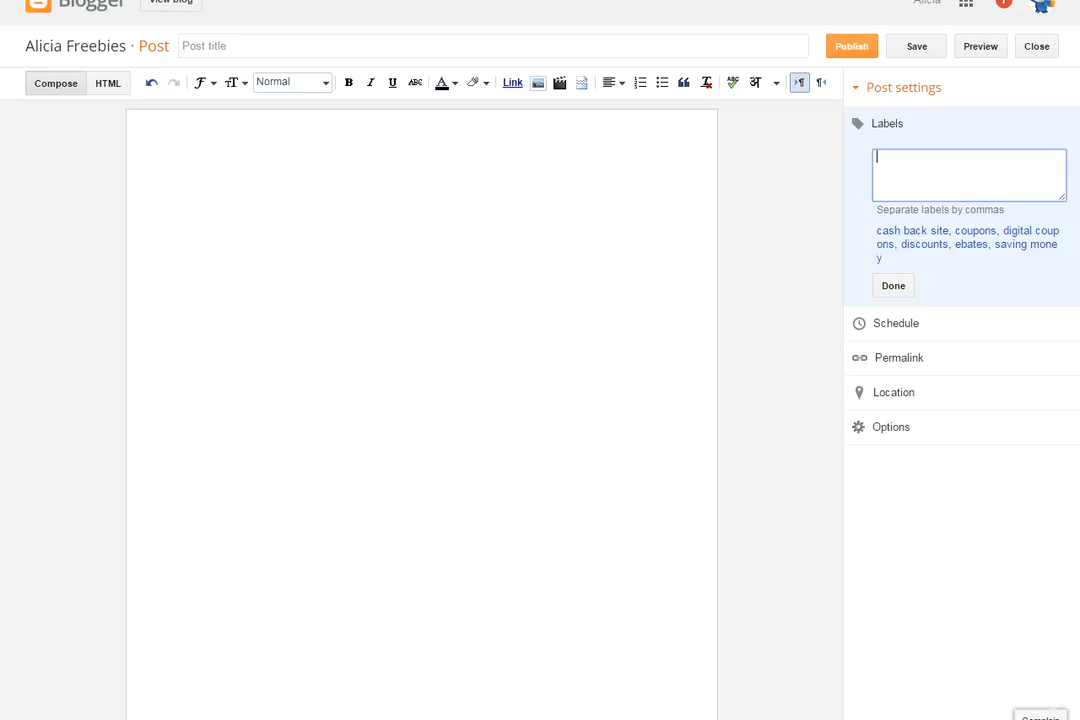 Blogger View blog Alicia
Alicia Freebies · Post Post title Publish Save Preview Close
Compose HTML Normal B I U ABC A Link ABC अ
Post settings
Labels
Separate labels by commas
cash back site, coupons, digital coup
ons, discounts, ebates, saving mone
y
Done
Schedule
Permalink
Location
Options